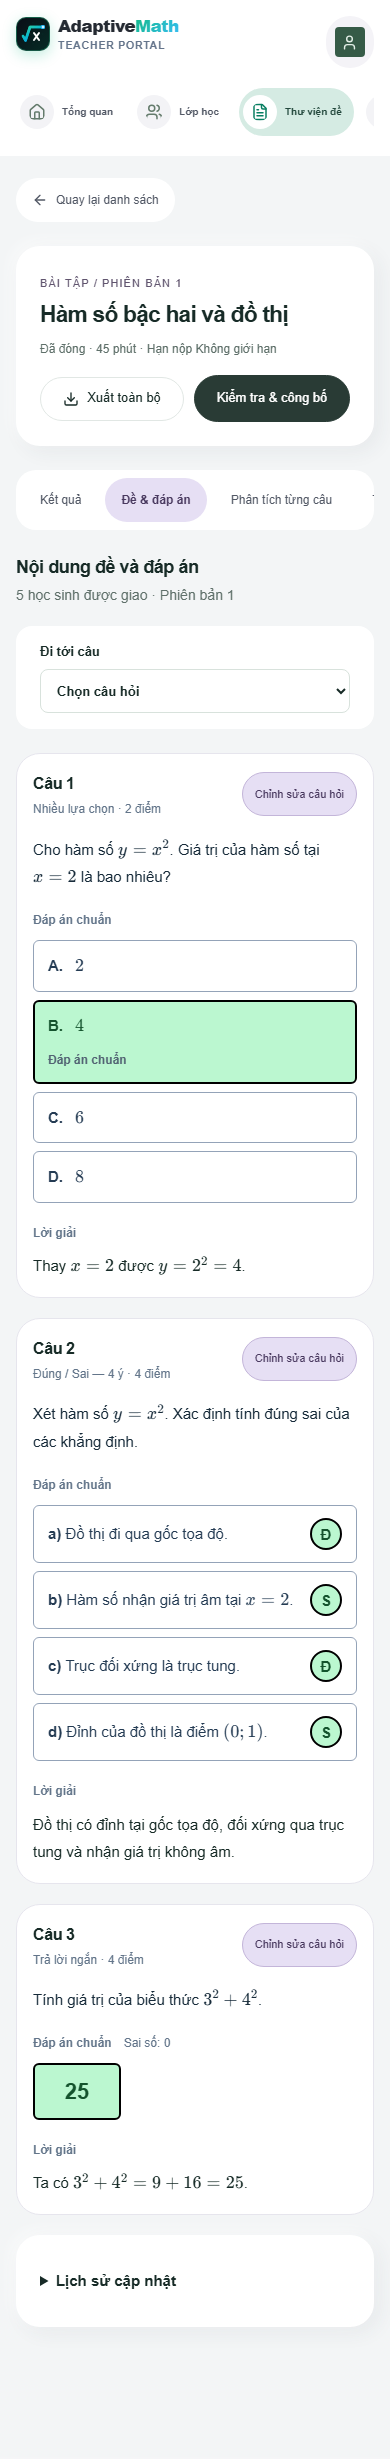 AdaptiveMath
TEACHER PORTAL
Tổng quan
Lớp học
Thư viện đề
Quay lại danh sách
BÀI TẬP / PHIÊN BẢN 1
Hàm số bậc hai và đồ thị
Đã đóng · 45 phút · Hạn nộp Không giới hạn
Xuất toàn bộ
Kiểm tra & công bố
Kết quả
Đề & đáp án
Phân tích từng câu
Nội dung đề và đáp án
5 học sinh được giao · Phiên bản 1
Đi tới câu
Chọn câu hỏi
Câu 1
Chỉnh sửa câu hỏi
Nhiều lựa chọn · 2 điểm
Cho hàm số y = x². Giá trị của hàm số tại
x = 2 là bao nhiêu?
Đáp án chuẩn
A. 2
B. 4
Đáp án chuẩn
C. 6
D. 8
Lời giải
Thay x = 2 được y = 2² = 4.
Câu 2
Chỉnh sửa câu hỏi
Đúng / Sai — 4 ý · 4 điểm
Xét hàm số y = x². Xác định tính đúng sai của
các khẳng định.
Đáp án chuẩn
a) Đồ thị đi qua gốc tọa độ. Đ
b) Hàm số nhận giá trị âm tại x = 2. S
c) Trục đối xứng là trục tung. Đ
d) Đỉnh của đồ thị là điểm (0; 1). S
Lời giải
Đồ thị có đỉnh tại gốc tọa độ, đối xứng qua trục
tung và nhận giá trị không âm.
Câu 3
Chỉnh sửa câu hỏi
Trả lời ngắn · 4 điểm
Tính giá trị của biểu thức 3² + 4².
Đáp án chuẩn Sai số: 0
25
Lời giải
Ta có 3² + 4² = 9 + 16 = 25.
Lịch sử cập nhật